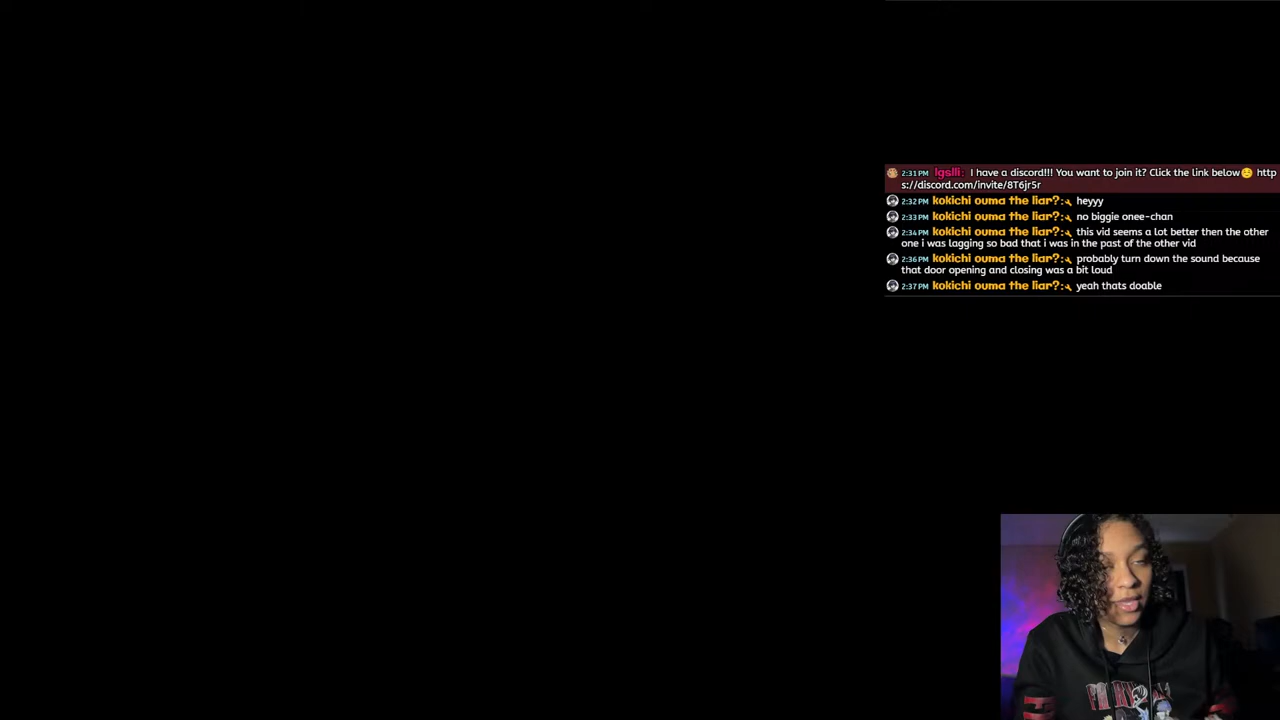 2:31 PM lgslli: I have a discord!!! You want to join it? Click the link below☺️ http
s://discord.com/invite/8T6jr5r
2:32 PM kokichi ouma the liar?: heyyy
2:33 PM kokichi ouma the liar?: no biggie onee-chan
2:34 PM kokichi ouma the liar?: this vid seems a lot better then the other
one i was lagging so bad that i was in the past of the other vid
2:36 PM kokichi ouma the liar?: probably turn down the sound because
that door opening and closing was a bit loud
2:37 PM kokichi ouma the liar?: yeah thats doable